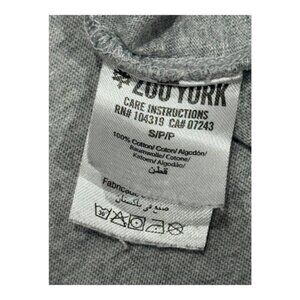 ZOO YORK
CARE INSTRUCTIONS
RN# 104319 CA# 07243
S/P/P
100% Cotton/ Coton/ Algodón/
Baumwolle/ Cotone/
Katoen/ Algodão/
قطن
صنع في باكستان